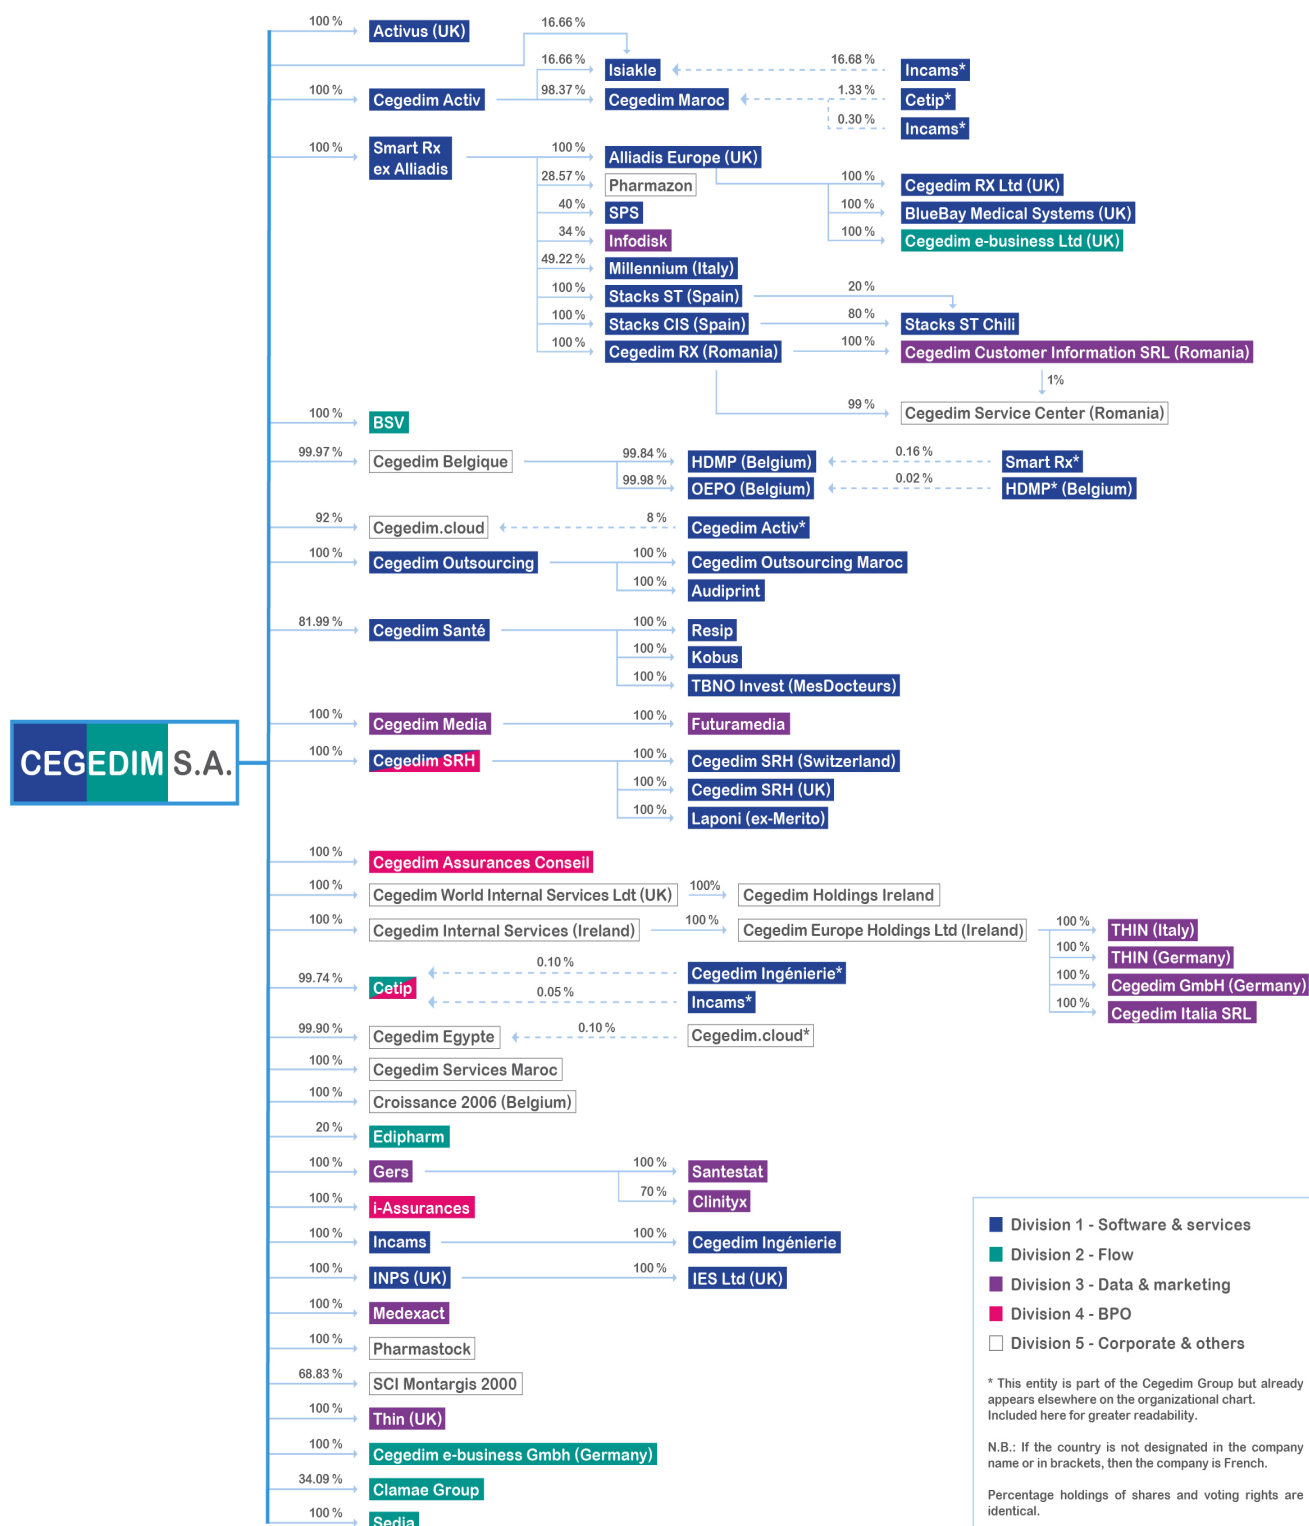 100 %
Activus (UK)
16.66 %
16.66 %
Isiakle
16.68 %
Incams*
100 %
Cegedim Activ
98.37 %
Cegedim Maroc
1.33 %
Cetip*
0.30 %
Incams*
100 %
Smart Rx
ex Alliadis
100 %
Alliadis Europe (UK)
28.57 %
Pharmazon
100 %
Cegedim RX Ltd (UK)
40 %
SPS
100 %
BlueBay Medical Systems (UK)
34 %
Infodisk
100 %
Cegedim e-business Ltd (UK)
49.22 %
Millennium (Italy)
100 %
Stacks ST (Spain)
20 %
100 %
Stacks CIS (Spain)
80 %
Stacks ST Chili
100 %
Cegedim RX (Romania)
100 %
Cegedim Customer Information SRL (Romania)
1%
99 %
Cegedim Service Center (Romania)
100 %
BSV
99.97 %
Cegedim Belgique
99.84 %
HDMP (Belgium)
0.16 %
Smart Rx*
99.98 %
OEPO (Belgium)
0.02 %
HDMP* (Belgium)
92 %
Cegedim.cloud
8 %
Cegedim Activ*
100 %
Cegedim Outsourcing
100 %
Cegedim Outsourcing Maroc
100 %
Audiprint
81.99 %
Cegedim Santé
100 %
Resip
100 %
Kobus
100 %
TBNO Invest (MesDocteurs)
100 %
Cegedim Media
100 %
Futuramedia
CEGEDIM S.A.
100 %
Cegedim SRH
100 %
Cegedim SRH (Switzerland)
100 %
Cegedim SRH (UK)
100 %
Laponi (ex-Merito)
100 %
Cegedim Assurances Conseil
100 %
Cegedim World Internal Services Ldt (UK)
100%
Cegedim Holdings Ireland
100 %
Cegedim Internal Services (Ireland)
100 %
Cegedim Europe Holdings Ltd (Ireland)
100 %
THIN (Italy)
100 %
THIN (Germany)
100 %
Cegedim GmbH (Germany)
100 %
Cegedim Italia SRL
99.74 %
Cetip
0.10 %
Cegedim Ingénierie*
0.05 %
Incams*
99.90 %
Cegedim Egypte
0.10 %
Cegedim.cloud*
100 %
Cegedim Services Maroc
100 %
Croissance 2006 (Belgium)
20 %
Edipharm
100 %
Gers
100 %
Santestat
70 %
Clinityx
100 %
i-Assurances
100 %
Incams
100 %
Cegedim Ingénierie
100 %
INPS (UK)
100 %
IES Ltd (UK)
100 %
Medexact
100 %
Pharmastock
68.83 %
SCI Montargis 2000
100 %
Thin (UK)
100 %
Cegedim e-business Gmbh (Germany)
34.09 %
Clamae Group
100 %
Sedia
Division 1 - Software & services
Division 2 - Flow
Division 3 - Data & marketing
Division 4 - BPO
Division 5 - Corporate & others
* This entity is part of the Cegedim Group but already
appears elsewhere on the organizational chart.
Included here for greater readability.
N.B.: If the country is not designated in the company
name or in brackets, then the company is French.
Percentage holdings of shares and voting rights are
identical.